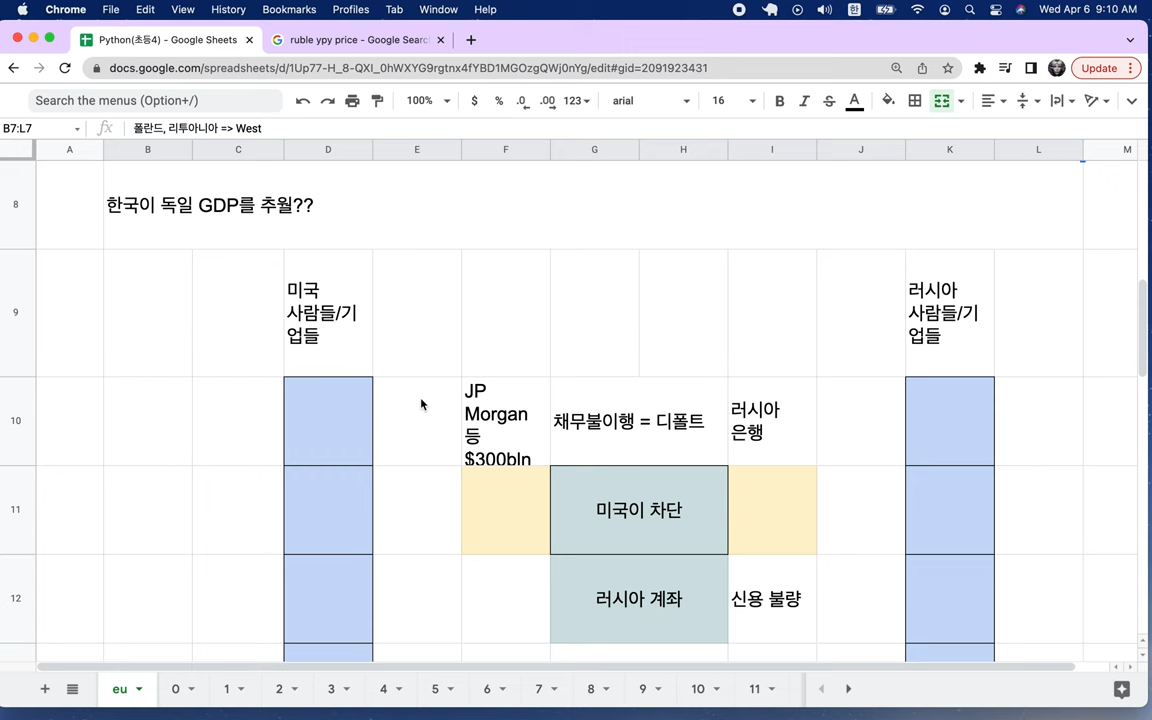 Chrome File Edit View History Bookmarks Profiles Tab Window Help
한
Wed Apr 6 9:10 AM
Python(초등4) - Google Sheets
ruble ypy price - Google Searc
docs.google.com/spreadsheets/d/1Up77-H_8-QXI_0hWXYG9rgtnx4fYBD1MGOzgQWj0nYg/edit#gid=2091923431
Update
Search the menus (Option+/)
100%
$ % .0 .00 123
arial
16
B I S A
B7:L7
fx
폴란드, 리투아니아 => West
A B C D E F G H I J K L M
8
한국이 독일 GDP를 추월??
9
미국
사람들/기
업들
러시아
사람들/기
업들
10
JP
Morgan
등
$300bln
채무불이행 = 디폴트
러시아
은행
11
미국이 차단
12
러시아 계좌
신용 불량
eu 0 1 2 3 4 5 6 7 8 9 10 11